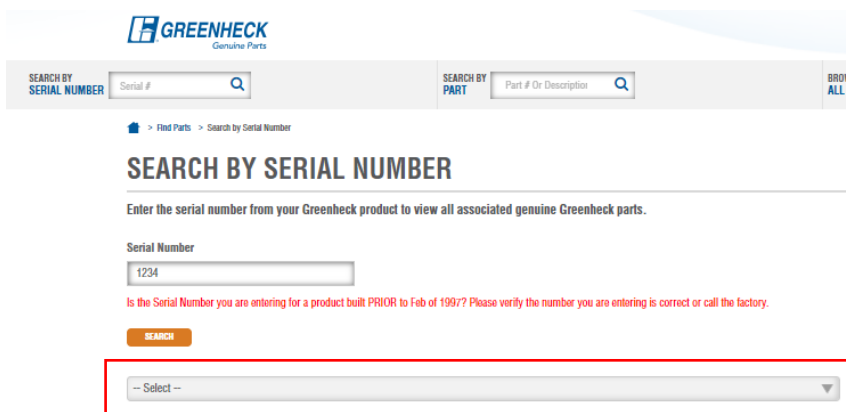 GREENHECK
Genuine Parts
SEARCH BY
SERIAL NUMBER
Serial #
SEARCH BY
PART
Part # Or Description
BROW
ALL
> Find Parts > Search by Serial Number
SEARCH BY SERIAL NUMBER
Enter the serial number from your Greenheck product to view all associated genuine Greenheck parts.
Serial Number
1234
Is the Serial Number you are entering for a product built PRIOR to Feb of 1997? Please verify the number you are entering is correct or call the factory.
SEARCH
-- Select --